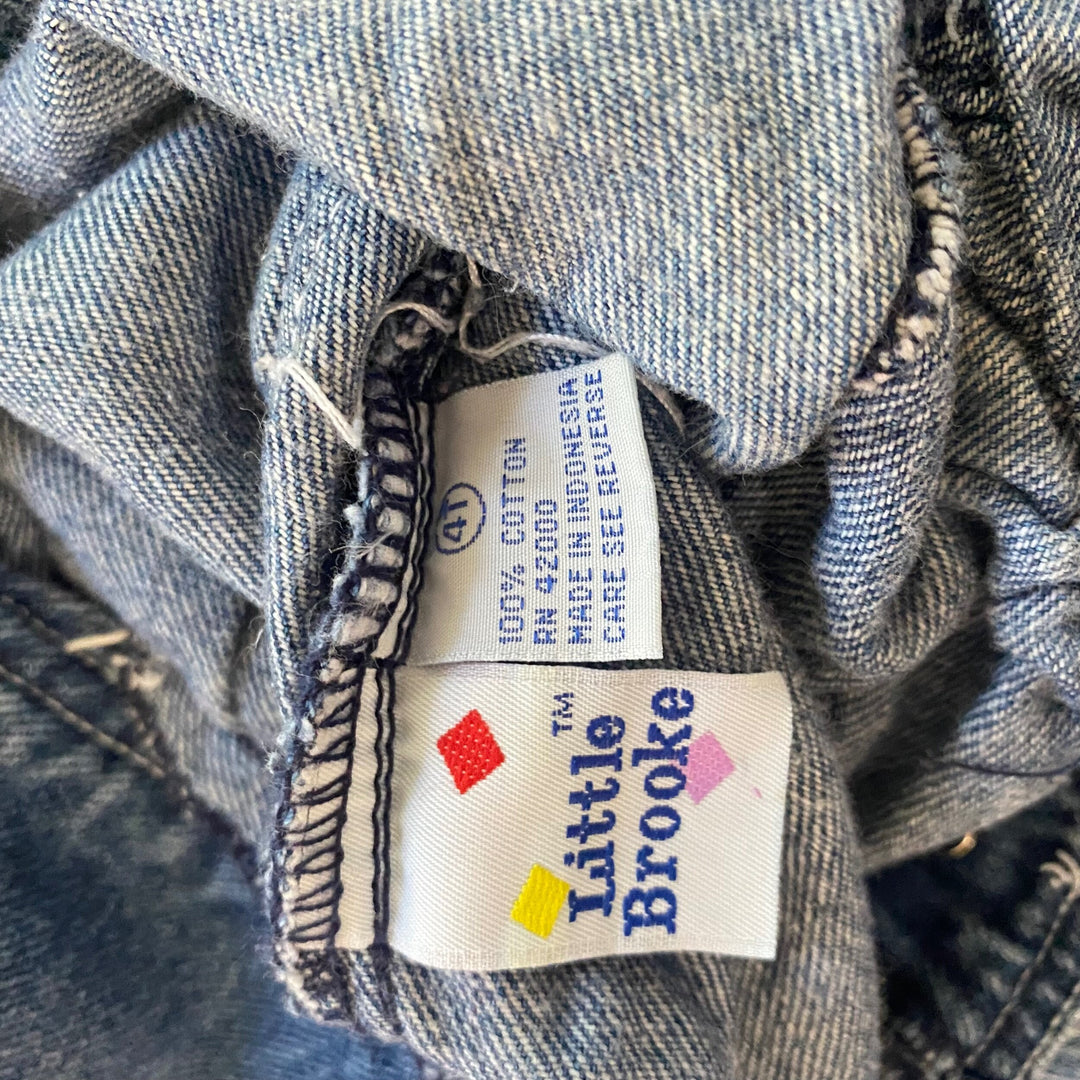 4T
100% COTTON
RN 42000
MADE IN INDONESIA
CARE SEE REVERSE
Little™
Brooke